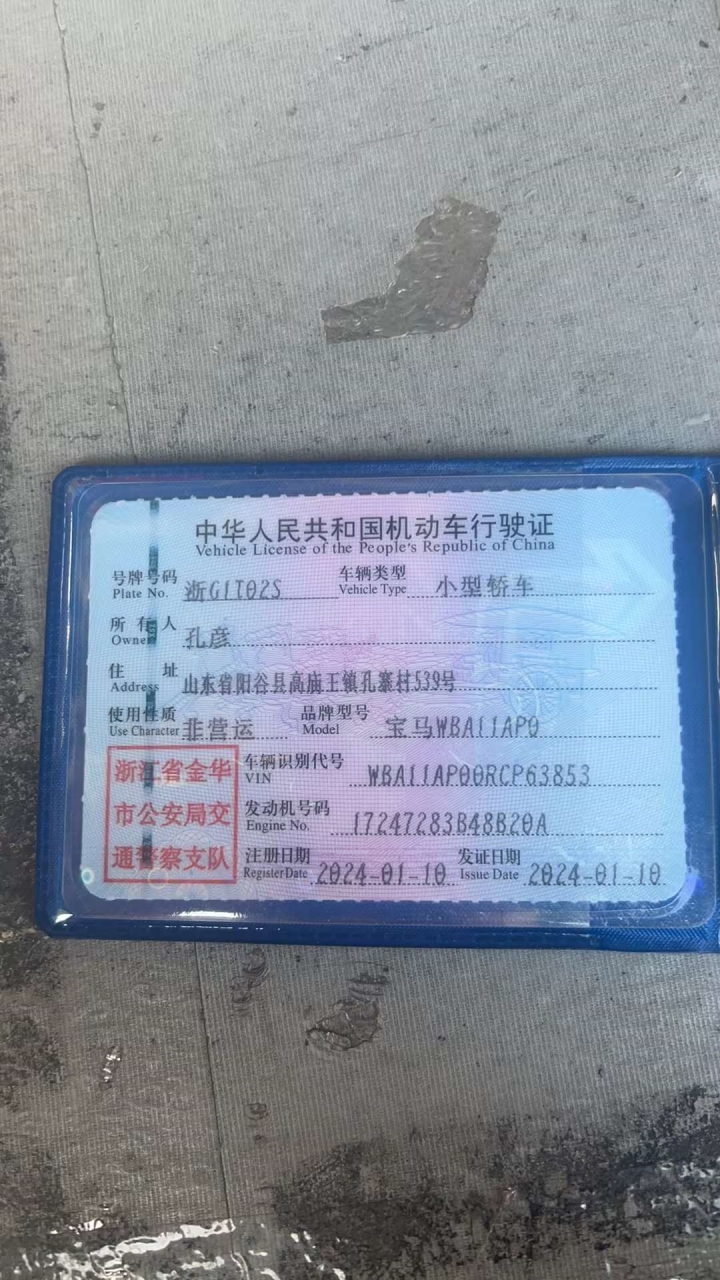 中华人民共和国机动车行驶证
Vehicle License of the People's Republic of China
号牌号码 浙G1T02S 车辆类型 小型轿车
Plate No. Vehicle Type
所有人 孔彦
Owner
住址 山东省阳谷县高庙王镇孔寨村539号
Address
使用性质 非营运 品牌型号 宝马WBA11AP0
Use Character Model
浙江省金华
市公安局交
通警察支队
车辆识别代号 WBA11AP00RCP63853
VIN
发动机号码 17247283B48B20A
Engine No.
注册日期 2024-01-10 发证日期 2024-01-10
Register Date Issue Date